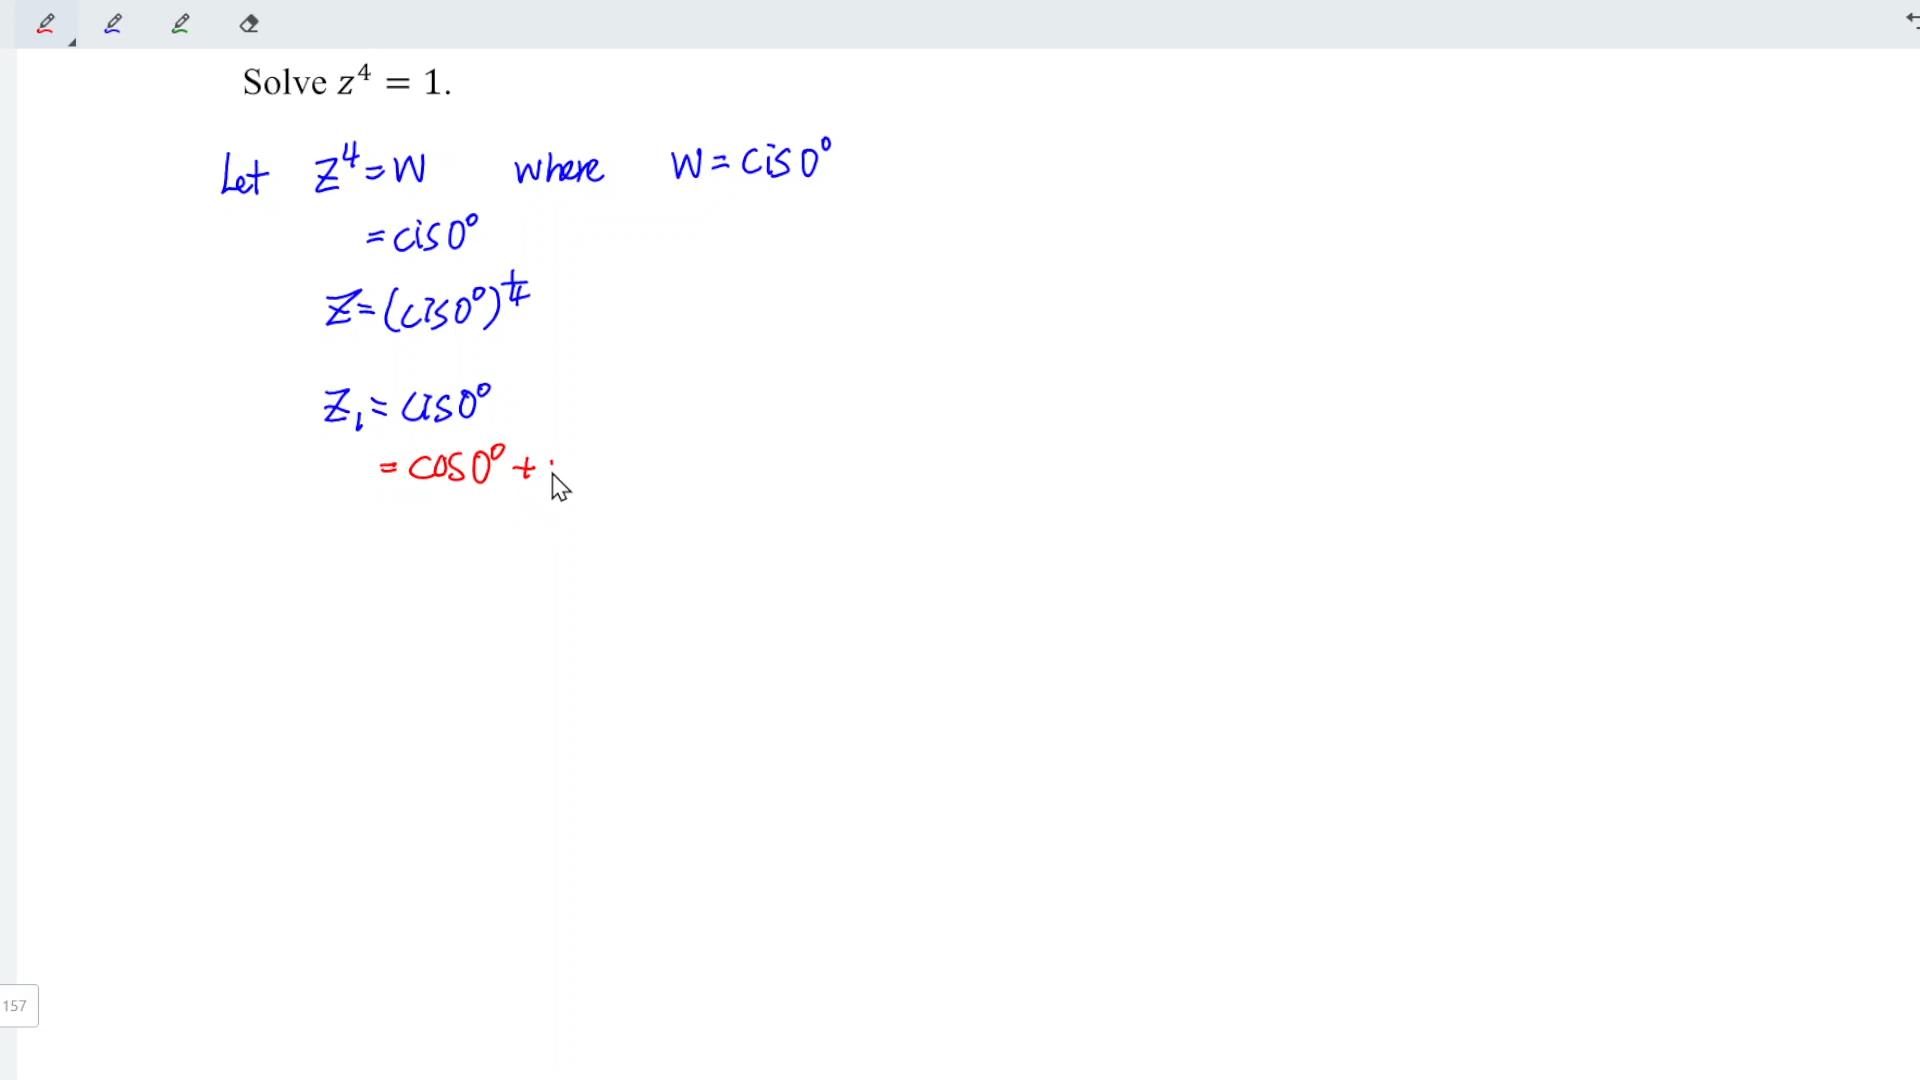 Solve z⁴ = 1.
Let z⁴ = w where w = cis 0°
= cis 0°
z = (cis 0°)^¼
z₁ = cis 0°
= cos 0° +
157